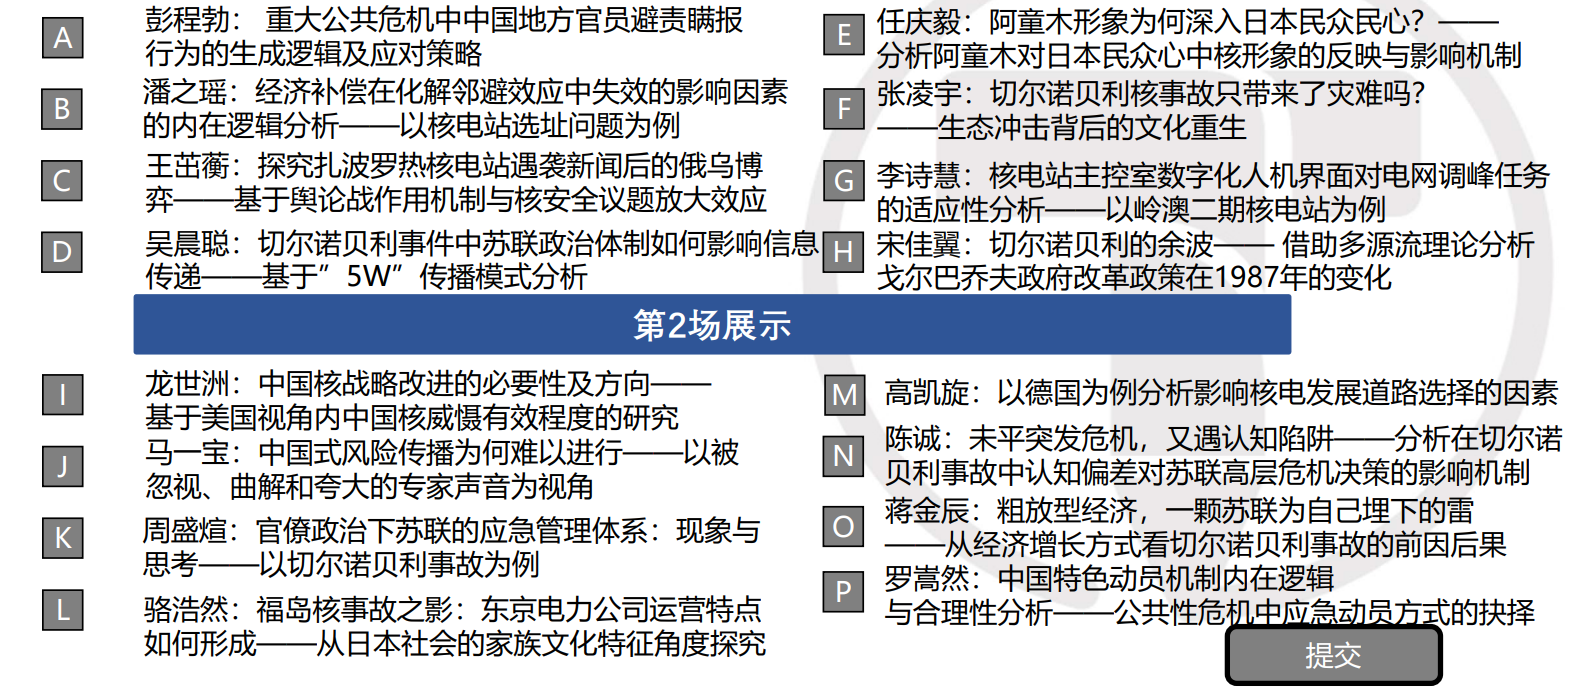 A
彭程勃： 重大公共危机中中国地方官员避责瞒报
行为的生成逻辑及应对策略
B
潘之瑶：经济补偿在化解邻避效应中失效的影响因素
的内在逻辑分析——以核电站选址问题为例
C
王茁蘅：探究扎波罗热核电站遇袭新闻后的俄乌博
弈——基于舆论战作用机制与核安全议题放大效应
D
吴晨聪：切尔诺贝利事件中苏联政治体制如何影响信息
传递——基于”5W”传播模式分析
E
任庆毅：阿童木形象为何深入日本民众民心？——
分析阿童木对日本民众心中核形象的反映与影响机制
F
张凌宇：切尔诺贝利核事故只带来了灾难吗？
——生态冲击背后的文化重生
G
李诗慧：核电站主控室数字化人机界面对电网调峰任务
的适应性分析——以岭澳二期核电站为例
H
宋佳翼：切尔诺贝利的余波—— 借助多源流理论分析
戈尔巴乔夫政府改革政策在1987年的变化
第2场展示
I
龙世洲：中国核战略改进的必要性及方向——
基于美国视角内中国核威慑有效程度的研究
J
马一宝：中国式风险传播为何难以进行——以被
忽视、曲解和夸大的专家声音为视角
K
周盛煊：官僚政治下苏联的应急管理体系：现象与
思考——以切尔诺贝利事故为例
L
骆浩然：福岛核事故之影：东京电力公司运营特点
如何形成——从日本社会的家族文化特征角度探究
M
高凯旋：以德国为例分析影响核电发展道路选择的因素
N
陈诚：未平突发危机，又遇认知陷阱——分析在切尔诺
贝利事故中认知偏差对苏联高层危机决策的影响机制
O
蒋金辰：粗放型经济，一颗苏联为自己埋下的雷
——从经济增长方式看切尔诺贝利事故的前因后果
P
罗嵩然：中国特色动员机制内在逻辑
与合理性分析——公共性危机中应急动员方式的抉择
提交